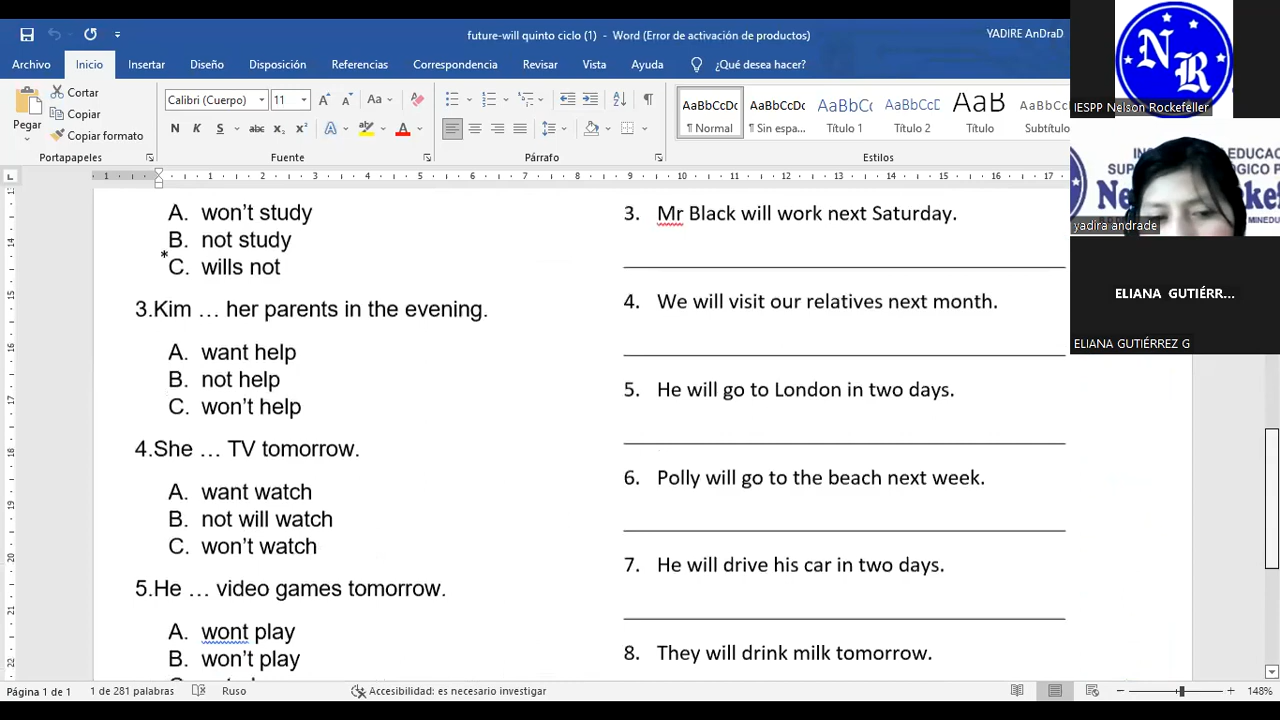 future-will quinto ciclo (1) - Word (Error de activación de productos)
YADIRE AnDraD
Archivo
Inicio
Insertar
Diseño
Disposición
Referencias
Correspondencia
Revisar
Vista
Ayuda
¿Qué desea hacer?
Pegar
Cortar
Copiar
Copiar formato
Portapapeles
Calibri (Cuerpo)
11
Fuente
Párrafo
AaBbCcDc
¶ Normal
AaBbCcDc
¶ Sin espa...
AaBbCcD
Título 1
AaBbCcD
Título 2
AaB
Título
AaBbCcD
Subtítulo
Estilos
A. won't study
B. not study
*C. wills not
3.Kim … her parents in the evening.
A. want help
B. not help
C. won't help
4.She … TV tomorrow.
A. want watch
B. not will watch
C. won't watch
5.He … video games tomorrow.
A. wont play
B. won't play
3. Mr Black will work next Saturday.
4. We will visit our relatives next month.
5. He will go to London in two days.
6. Polly will go to the beach next week.
7. He will drive his car in two days.
8. They will drink milk tomorrow.
Página 1 de 1
1 de 281 palabras
Ruso
Accesibilidad: es necesario investigar
148%
NR
IESPP Nelson Rockefeller
yadira andrade
ELIANA GUTIÉRR...
ELIANA GUTIÉRREZ G